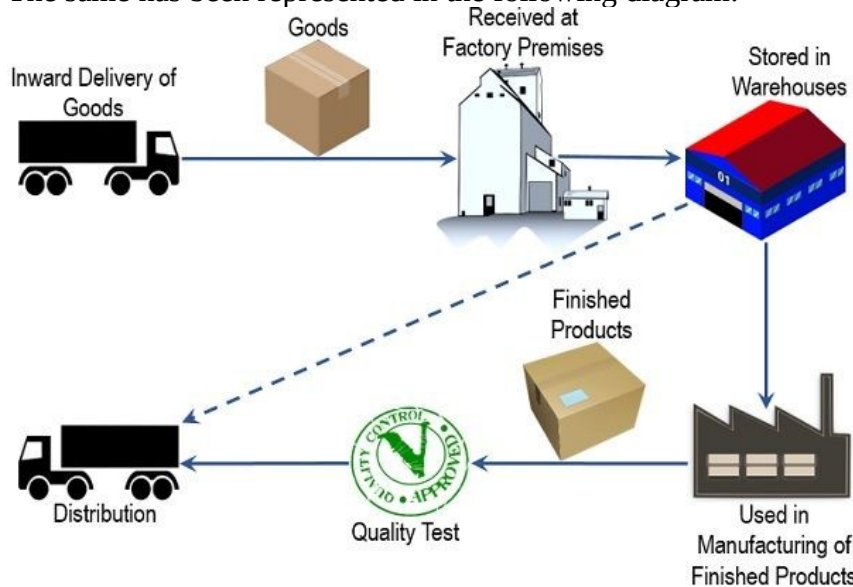 The same has been represented in the following diagram:
Goods
Received at
Factory Premises
Inward Delivery of
Goods
Stored in
Warehouses
01
Finished
Products
QUALITY CONTROL
APPROVED
Distribution
Quality Test
Used in
Manufacturing of
Finished Products